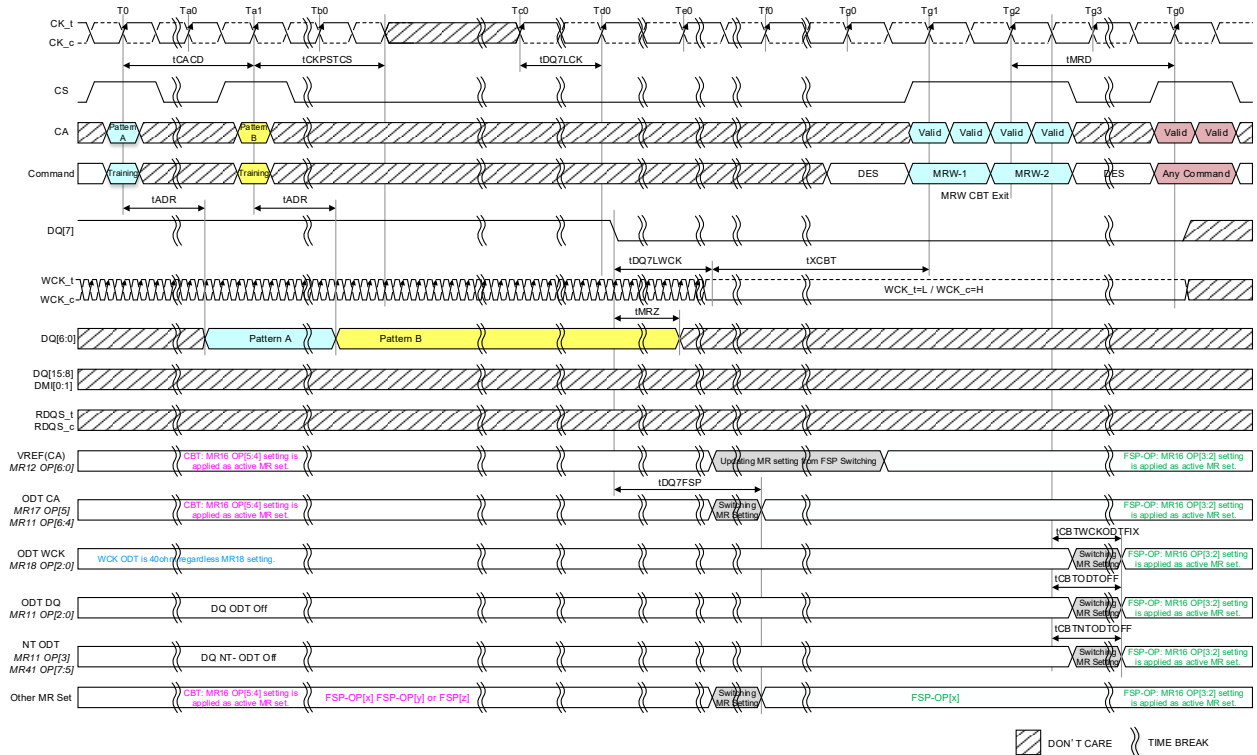 T0 Ta0 Ta1 Tb0 Tc0 Td0 Te0 Tf0 Tg0 Tg1 Tg2 Tg3 Tg0
CK_t
CK_c
tCACD tCKPSTCS tDQ7LCK tMRD
CS
CA
Pattern A
Pattern B
Valid Valid Valid Valid Valid Valid
Command
Training Training DES MRW-1 MRW-2 DES Any Command
MRW CBT Exit
tADR tADR
DQ[7]
tDQ7LWCK tXCBT
WCK_t
WCK_c
WCK_t=L / WCK_c=H
tMRZ
DQ[6:0]
Pattern A Pattern B
DQ[15:8]
DMI[0:1]
RDQS_t
RDQS_c
VREF(CA)
MR12 OP[6:0]
CBT: MR16 OP[5:4] setting is
applied as active MR set.
Updating MR setting from FSP Switching
FSP-OP: MR16 OP[3:2] setting
is applied as active MR set.
tDQ7FSP
ODT CA
MR17 OP[5]
MR11 OP[6:4]
CBT: MR16 OP[5:4] setting is
applied as active MR set.
Switching
MR Setting
FSP-OP: MR16 OP[3:2] setting
is applied as active MR set.
tCBTWCKODTFIX
ODT WCK
MR18 OP[2:0]
WCK ODT is 40ohm regardless MR18 setting.
Switching
MR Setting
FSP-OP: MR16 OP[3:2] setting
is applied as active MR set.
tCBTODTOFF
ODT DQ
MR11 OP[2:0]
DQ ODT Off
Switching
MR Setting
FSP-OP: MR16 OP[3:2] setting
is applied as active MR set.
tCBTNTODTOFF
NT ODT
MR11 OP[3]
MR41 OP[7:5]
DQ NT- ODT Off
Switching
MR Setting
FSP-OP: MR16 OP[3:2] setting
is applied as active MR set.
Other MR Set
CBT: MR16 OP[5:4] setting is
applied as active MR set.
FSP-OP[x] FSP-OP[y] or FSP[z]
Switching
MR Setting
FSP-OP[x]
FSP-OP: MR16 OP[3:2] setting
is applied as active MR set.
DON' T CARE TIME BREAK